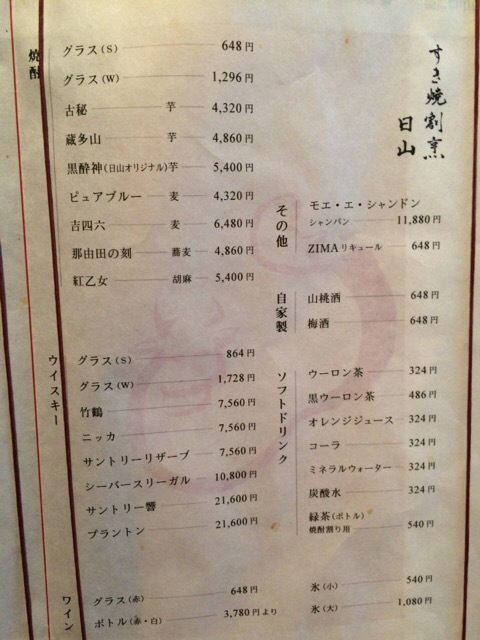 すき焼割烹
日山
焼酎
グラス(S) 648円
グラス(W) 1,296円
古秘 芋 4,320円
蔵多山 芋 4,860円
黒酔神(日山オリジナル)芋 5,400円
ピュアブルー 麦 4,320円
吉四六 麦 6,480円
那由田の刻 蕎麦 4,860円
紅乙女 胡麻 5,400円
その他
モエ・エ・シャンドン
シャンパン 11,880円
ZIMAリキュール 648円
自家製
山桃酒 648円
梅酒 648円
ウイスキー
グラス(S) 864円
グラス(W) 1,728円
竹鶴 7,560円
ニッカ 7,560円
サントリーリザーブ 7,560円
シーバースリーガル 10,800円
サントリー響 21,600円
ブラントン 21,600円
ソフトドリンク
ウーロン茶 324円
黒ウーロン茶 486円
オレンジジュース 324円
コーラ 324円
ミネラルウォーター 324円
炭酸水 324円
緑茶(ボトル)
焼酎割り用 540円
氷(小) 540円
氷(大) 1,080円
ワイン
グラス(赤) 648円
ボトル(赤・白) 3,780円より